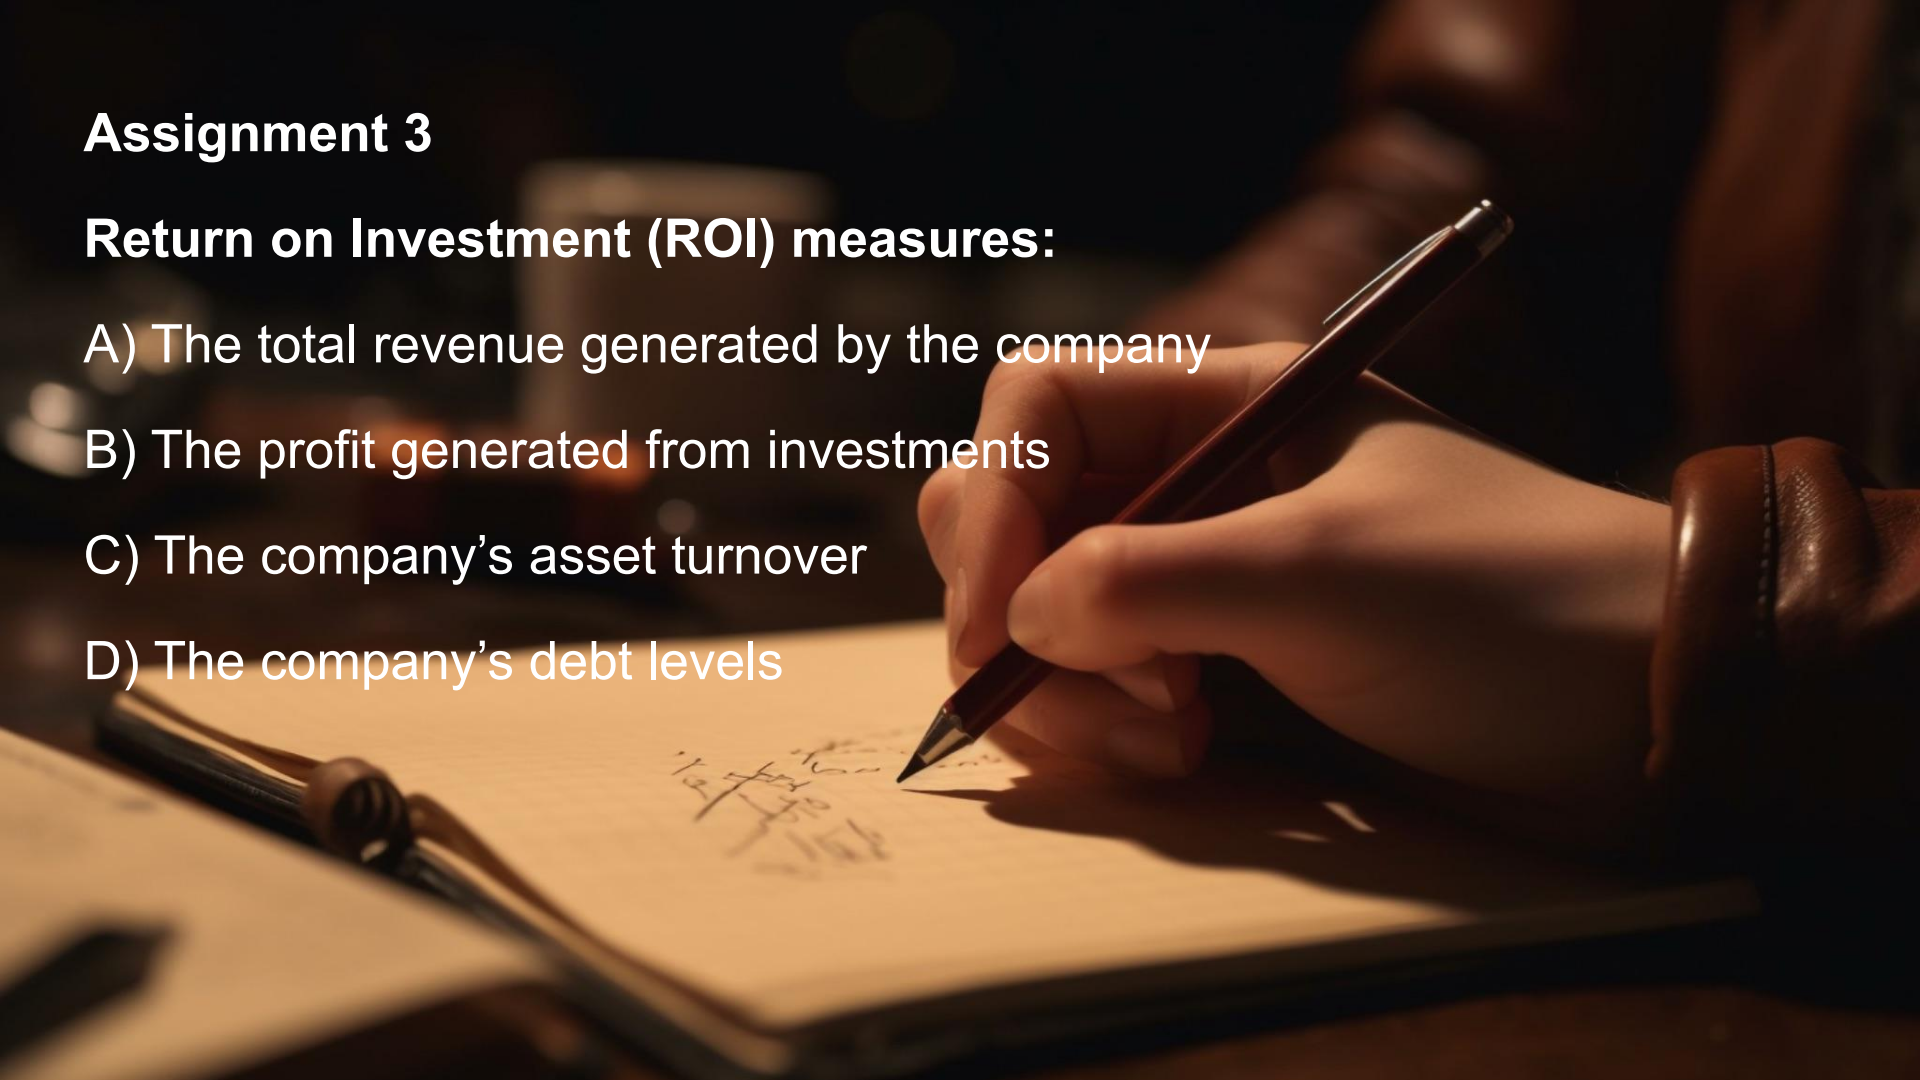 Assignment 3
Return on Investment (ROI) measures:
A) The total revenue generated by the company
B) The profit generated from investments
C) The company’s asset turnover
D) The company’s debt levels